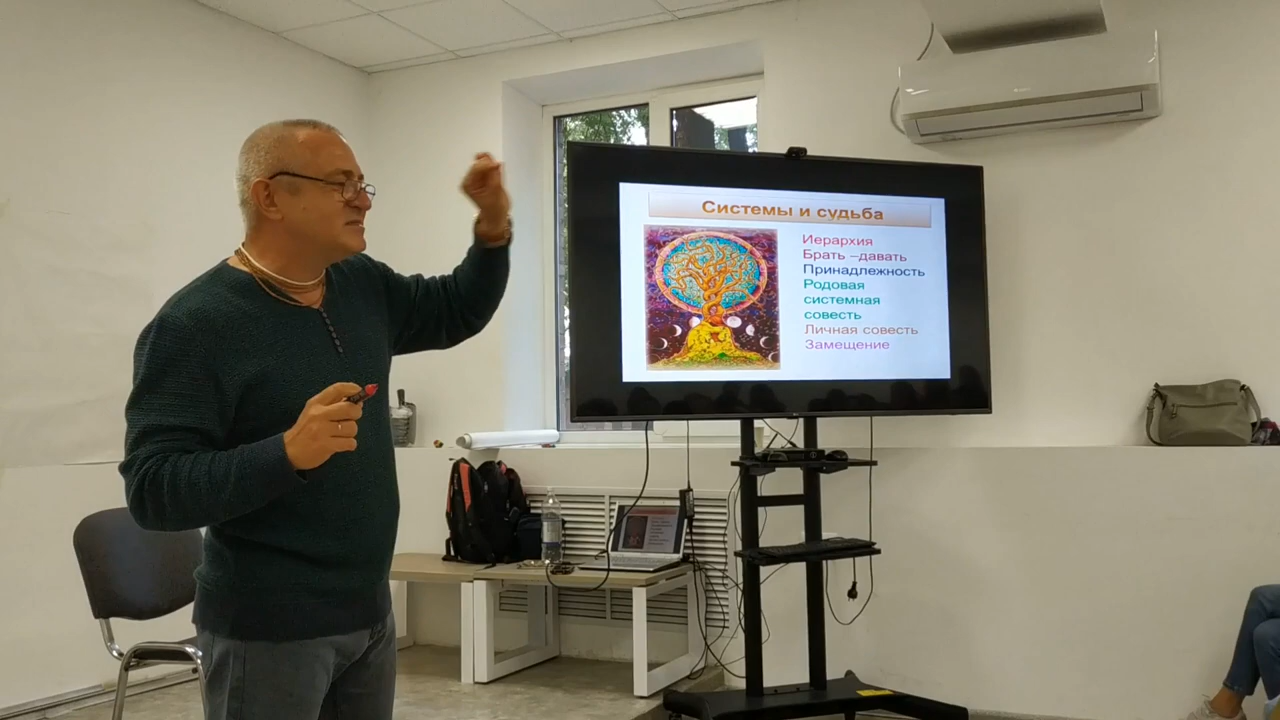 Системы и судьба
Иерархия
Брать –давать
Принадлежность
Родовая
системная
совесть
Личная совесть
Замещение